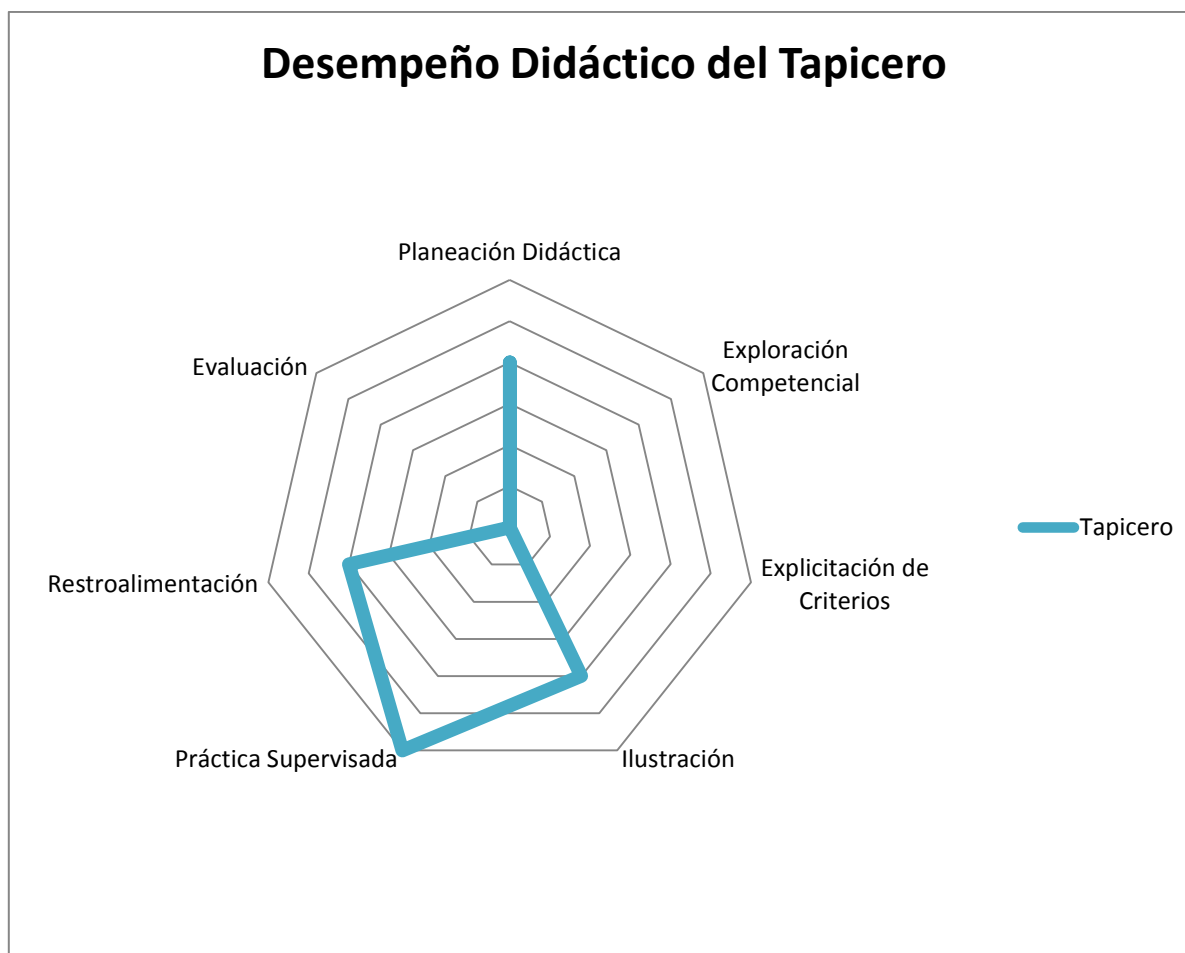 Desempeño Didáctico del Tapicero
Planeación Didáctica
Exploración
Competencial
Explicitación de
Criterios
Ilustración
Práctica Supervisada
Restroalimentación
Evaluación
Tapicero